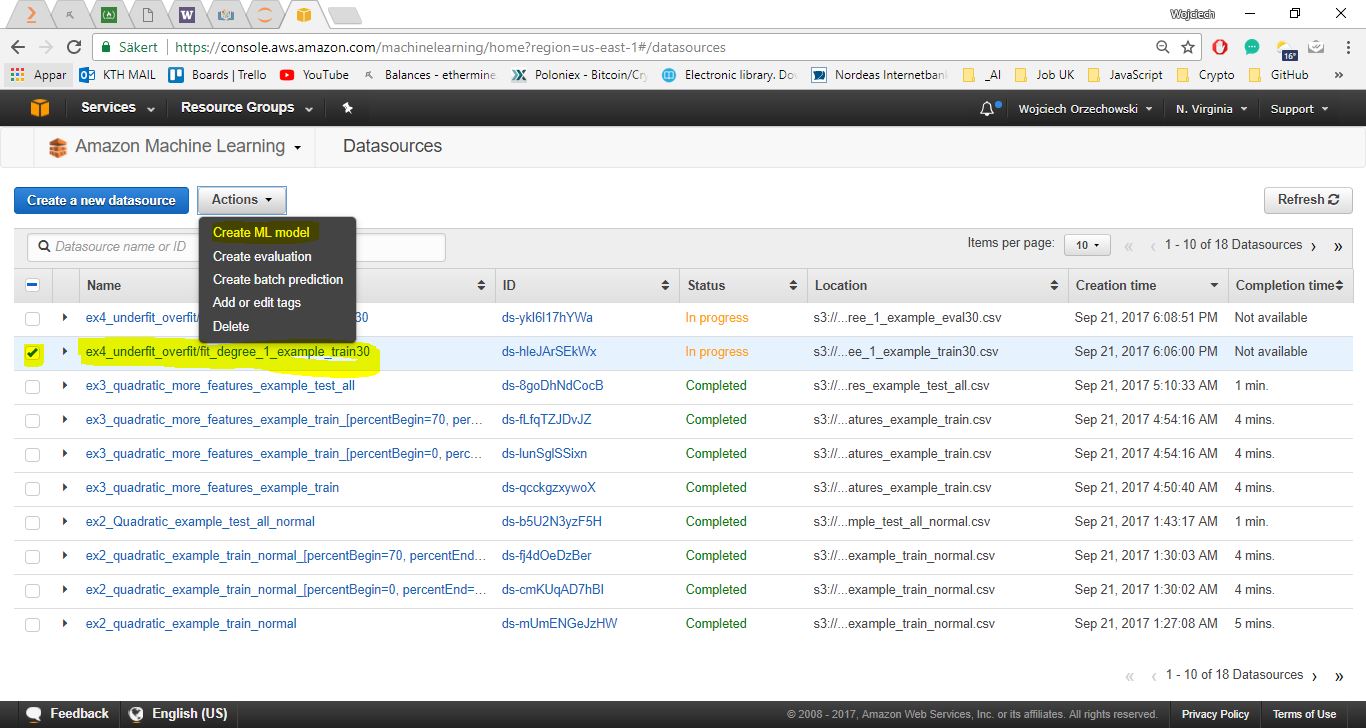 Wojciech
Säkert https://console.aws.amazon.com/machinelearning/home?region=us-east-1#/datasources
16°
Appar KTH MAIL Boards | Trello YouTube Balances - ethermine Poloniex - Bitcoin/Cry Electronic library. Do Nordeas Internetban _AI Job UK JavaScript Crypto GitHub »
Services Resource Groups Wojciech Orzechowski N. Virginia Support
Amazon Machine Learning Datasources
Create a new datasource Actions Refresh
Create ML model
Create evaluation
Create batch prediction
Add or edit tags
Delete
Datasource name or ID Items per page: 10 « ‹ 1 - 10 of 18 Datasources › »
Name ID Status Location Creation time Completion time
ex4_underfit_overfit/ 30 ds-ykI6I17hYWa In progress s3://...ree_1_example_eval30.csv Sep 21, 2017 6:08:51 PM Not available
ex4_underfit_overfit/fit_degree_1_example_train30 ds-hleJArSEkWx In progress s3://...ee_1_example_train30.csv Sep 21, 2017 6:06:00 PM Not available
ex3_quadratic_more_features_example_test_all ds-8goDhNdCocB Completed s3://...res_example_test_all.csv Sep 21, 2017 5:10:33 AM 1 min.
ex3_quadratic_more_features_example_train_[percentBegin=70, per... ds-fLfqTZJDvJZ Completed s3://...atures_example_train.csv Sep 21, 2017 4:54:16 AM 4 mins.
ex3_quadratic_more_features_example_train_[percentBegin=0, perc... ds-lunSglSSixn Completed s3://...atures_example_train.csv Sep 21, 2017 4:54:16 AM 4 mins.
ex3_quadratic_more_features_example_train ds-qcckgzxywoX Completed s3://...atures_example_train.csv Sep 21, 2017 4:50:40 AM 4 mins.
ex2_Quadratic_example_test_all_normal ds-b5U2N3yzF5H Completed s3://...mple_test_all_normal.csv Sep 21, 2017 1:43:17 AM 1 min.
ex2_quadratic_example_train_normal_[percentBegin=70, percentEnd... ds-fj4dOeDzBer Completed s3://...example_train_normal.csv Sep 21, 2017 1:30:03 AM 4 mins.
ex2_quadratic_example_train_normal_[percentBegin=0, percentEnd=... ds-cmKUqAD7hBI Completed s3://...example_train_normal.csv Sep 21, 2017 1:30:02 AM 4 mins.
ex2_quadratic_example_train_normal ds-mUmENGeJzHW Completed s3://...example_train_normal.csv Sep 21, 2017 1:27:08 AM 5 mins.
« ‹ 1 - 10 of 18 Datasources › »
Feedback English (US) © 2008 - 2017, Amazon Web Services, Inc. or its affiliates. All rights reserved. Privacy Policy Terms of Use